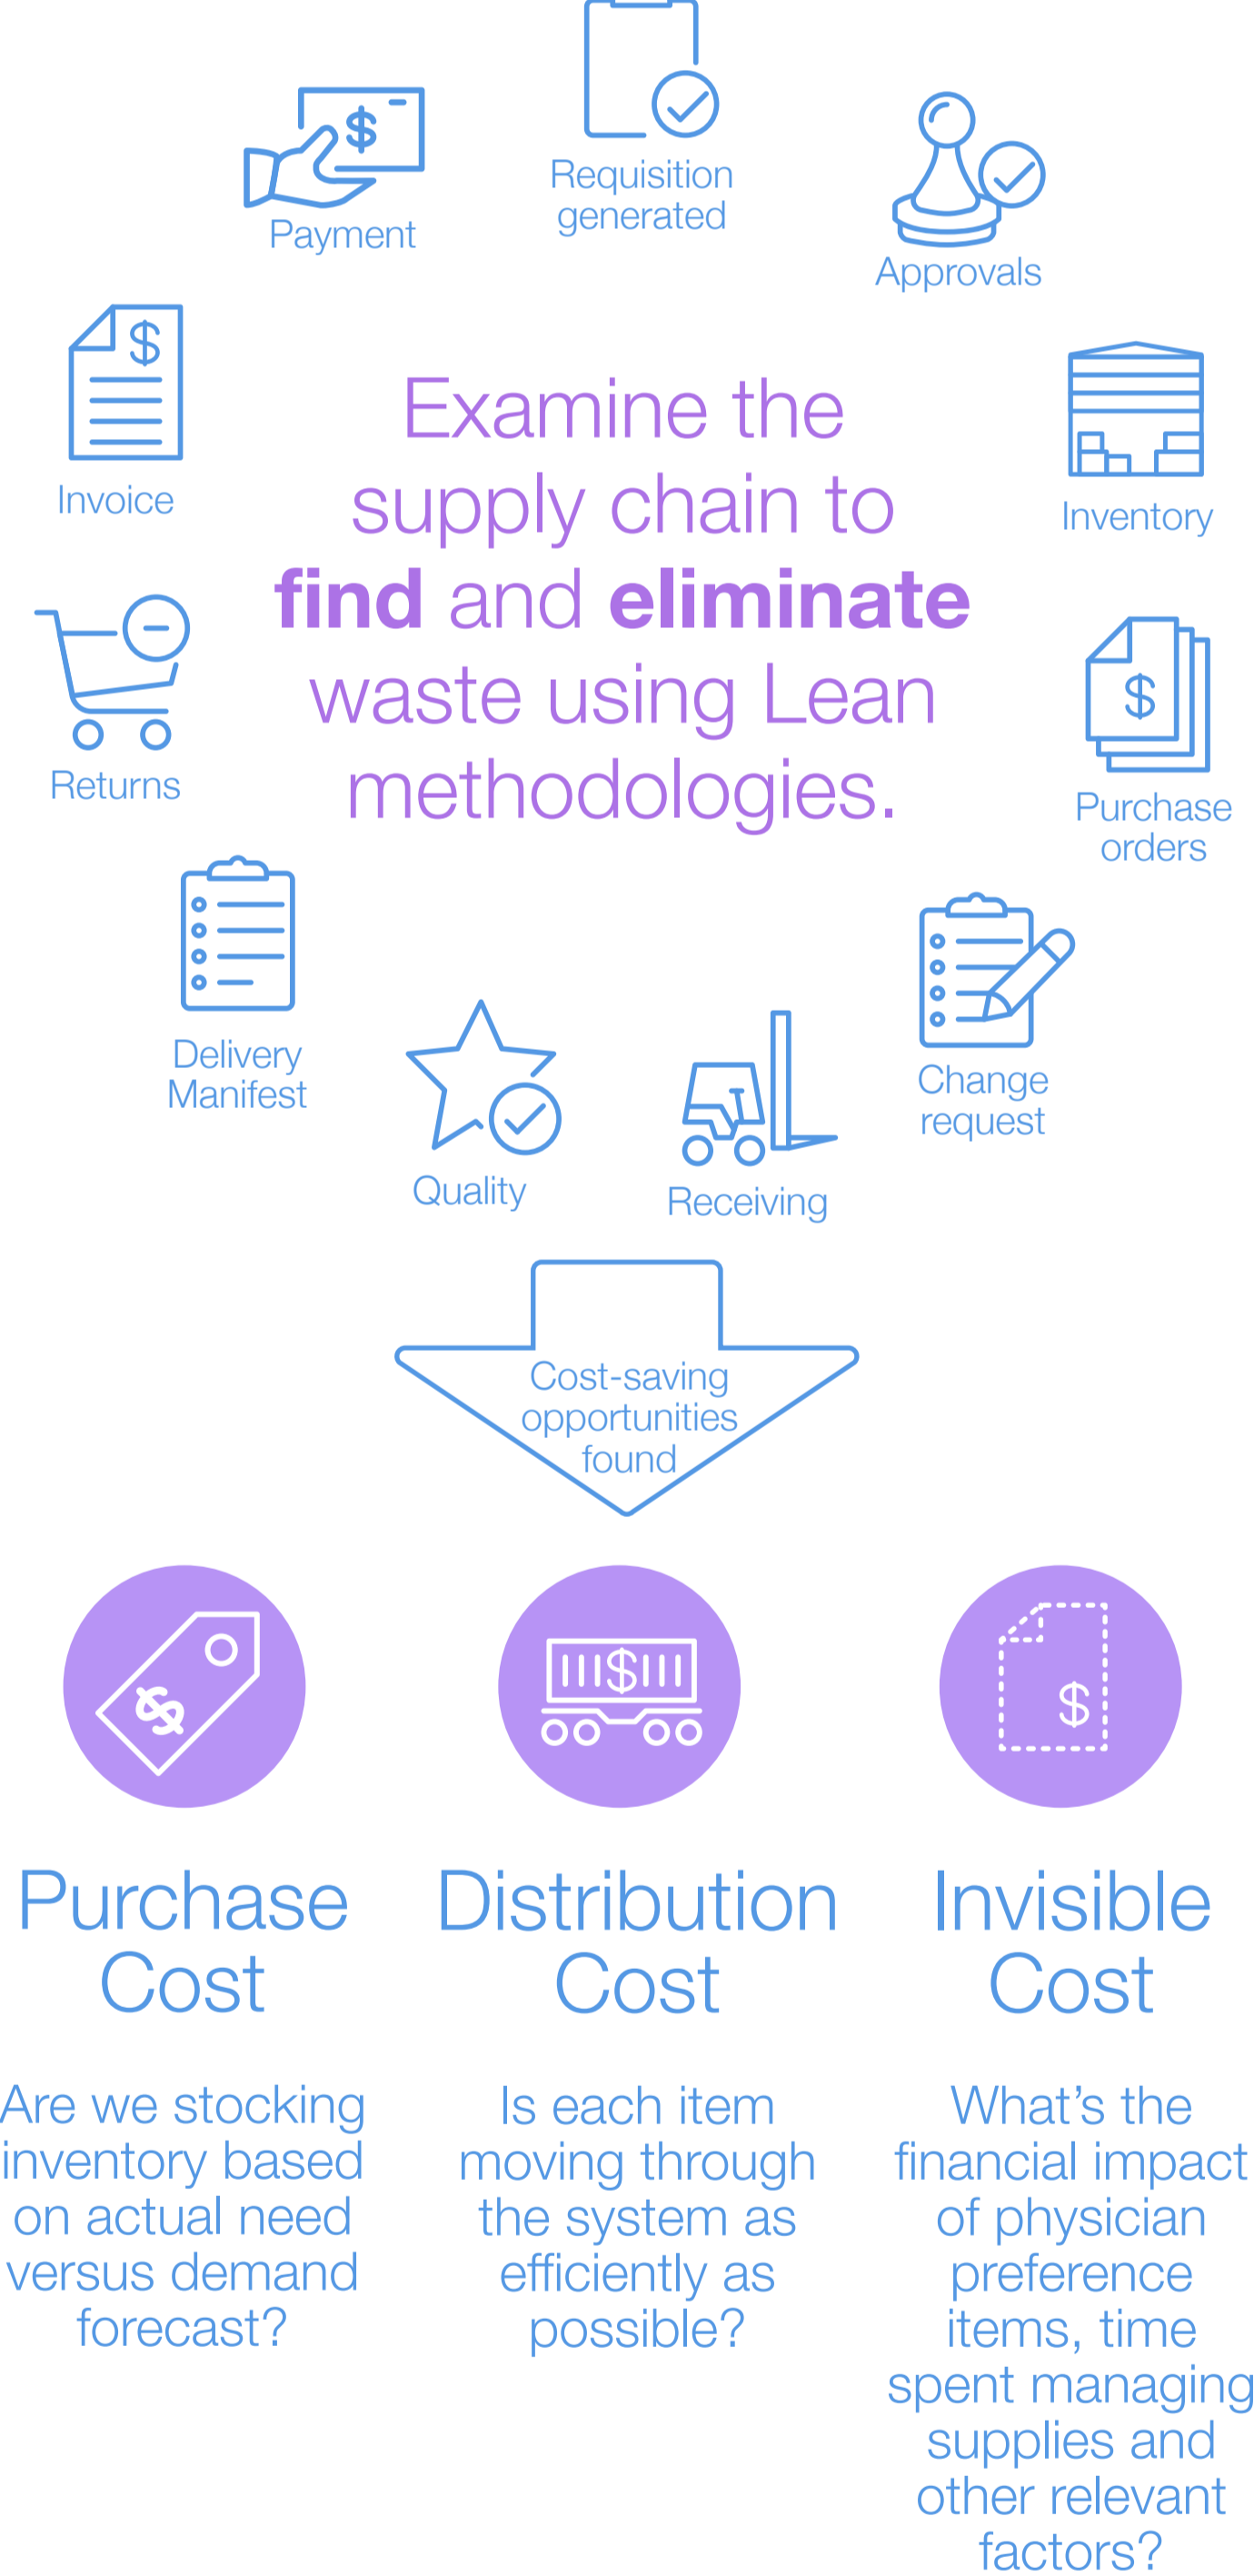 Requisition
generated
Payment
Approvals
Invoice
Inventory
Examine the
supply chain to
find and eliminate
waste using Lean
methodologies.
Returns
Purchase
orders
Delivery
Manifest
Change
request
Quality
Receiving
Cost-saving
opportunities
found
Purchase
Cost
Are we stocking
inventory based
on actual need
versus demand
forecast?
Distribution
Cost
Is each item
moving through
the system as
efficiently as
possible?
Invisible
Cost
What’s the
financial impact
of physician
preference
items, time
spent managing
supplies and
other relevant
factors?